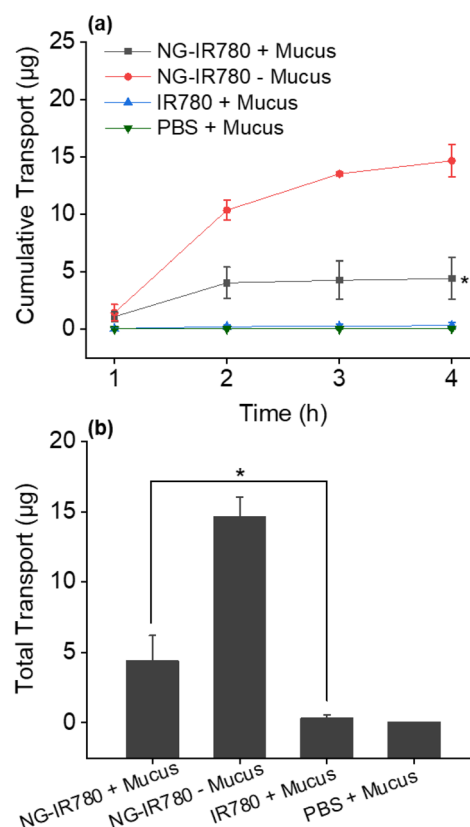 (a)
25
20
15
10
5
0
Cumulative Transport (µg)
NG-IR780 + Mucus
NG-IR780 - Mucus
IR780 + Mucus
PBS + Mucus
*
1 2 3 4
Time (h)
(b)
20
15
10
5
0
Total Transport (µg)
*
NG-IR780 + Mucus
NG-IR780 - Mucus
IR780 + Mucus
PBS + Mucus